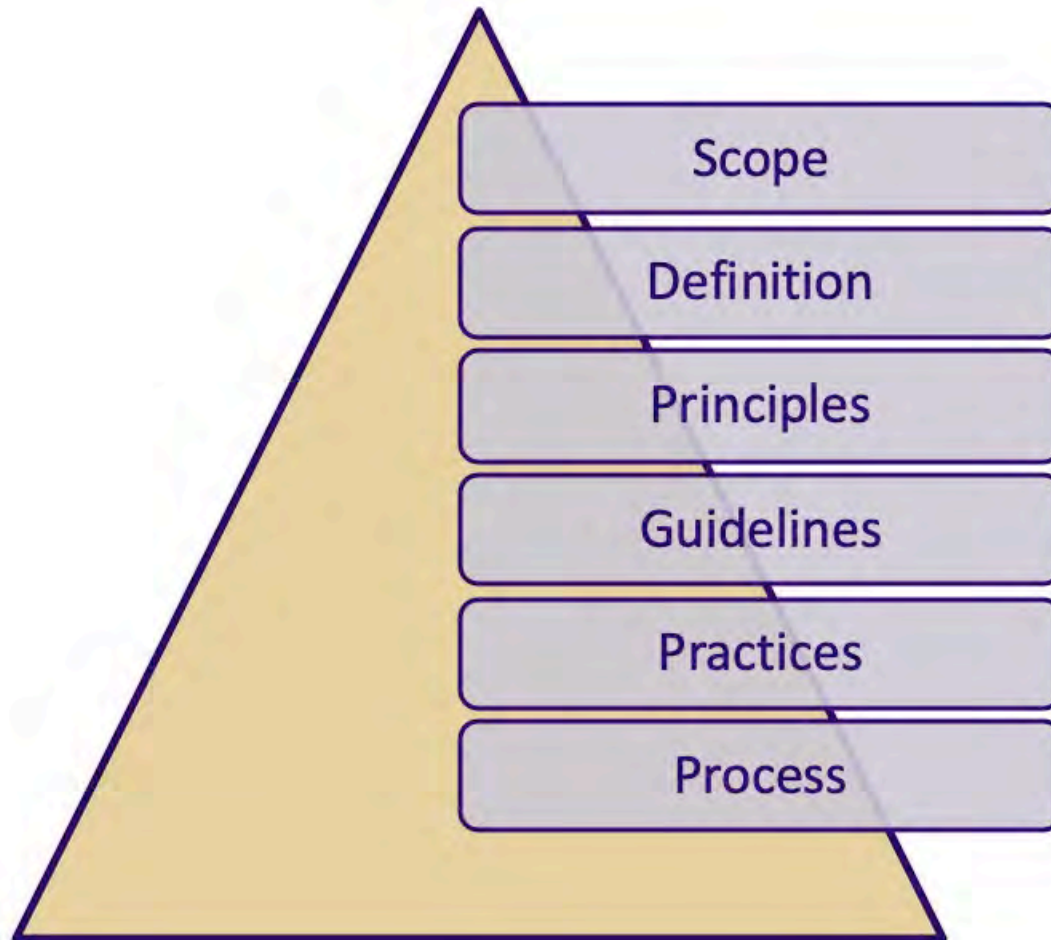 Scope
Definition
Principles
Guidelines
Practices
Process